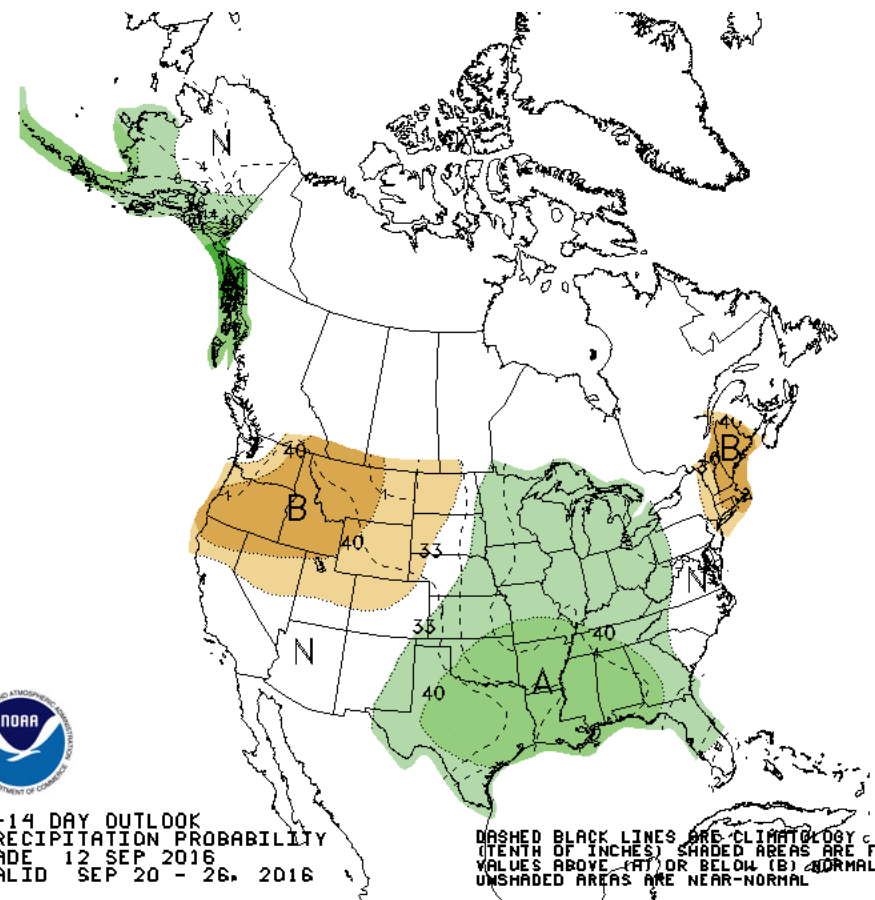 N
40
B
40
33
33
N
40
A
40
N
40
B
33
NOAA
-14 DAY OUTLOOK
RECIPITATION PROBABILITY
ADE 12 SEP 2016
ALID SEP 20 - 26, 2016
DASHED BLACK LINES ARE CLIMATOLOGY
(TENTH OF INCHES) SHADED AREAS ARE F
VALUES ABOVE (A) OR BELOW (B) NORMAL
UNSHADED AREAS ARE NEAR-NORMAL